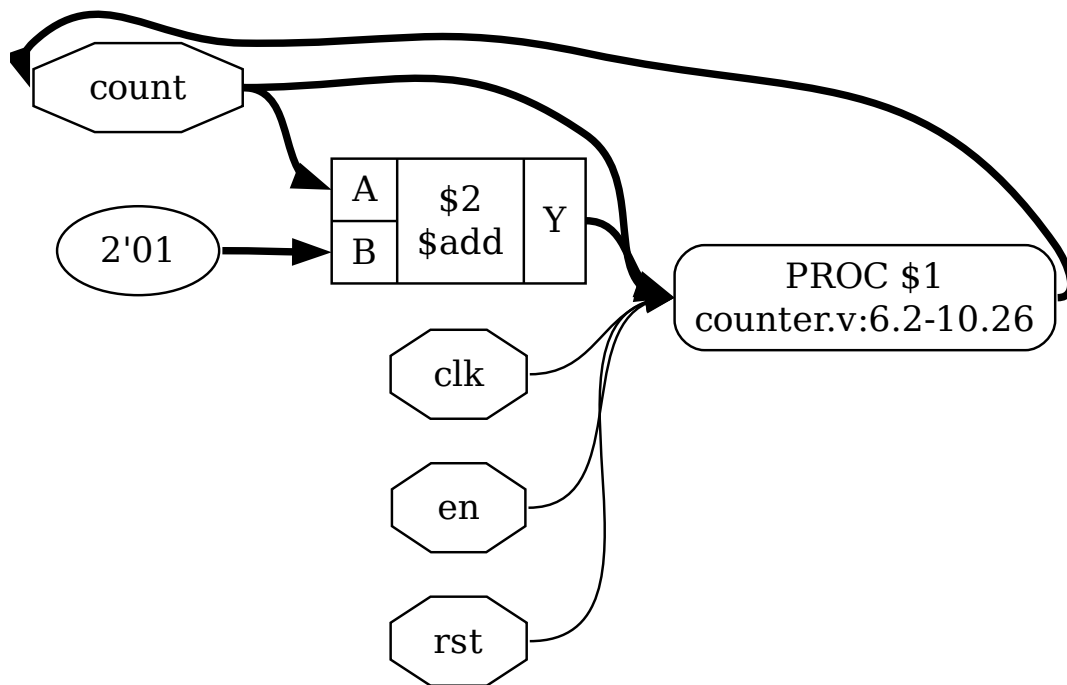 count
A
B
$2
$add
Y
2'01
PROC $1
counter.v:6.2-10.26
clk
en
rst